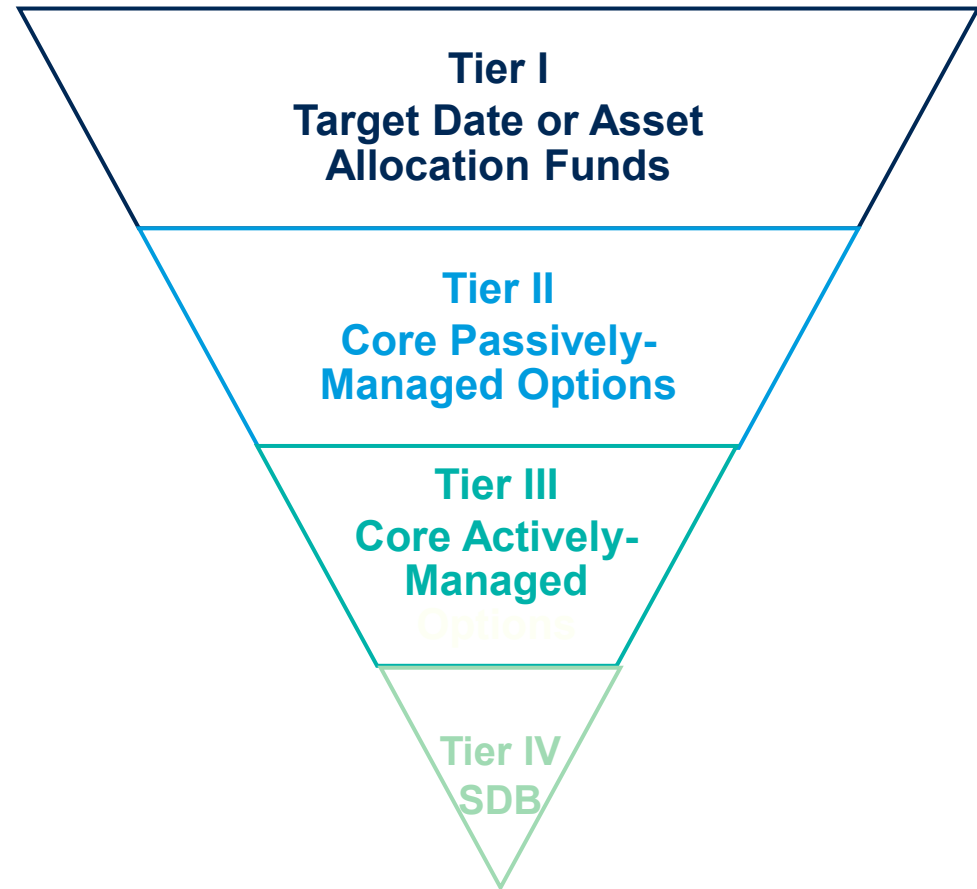 Tier I
Target Date or Asset
Allocation Funds
Tier II
Core Passively-
Managed Options
Tier III
Core Actively-
Managed
Options
Tier IV
SDB